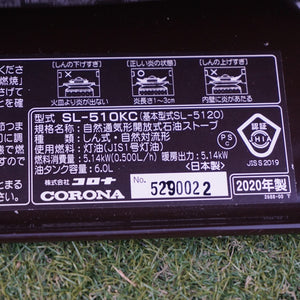 しんの下げすぎ
正しい炎の状態
しんの上げすぎ
火皿より炎が出ない
炎長さ1~3cm
内壁に炎があたる
型式 SL-510KC (基本型式SL-5120)
規格名称：自然通気形開放式石油ストーブ
種類：しん式・自然対流形
使用燃料：灯油(JIS1号灯油)
燃料消費量：5.14kW(0.500L/h) 暖房出力：5.14kW
油タンク容量：6.0L
<日本製>
PSC
認証
JHIA
JSS2019
株式会社 コロナ
CORONA
No. 5290022
2020年製